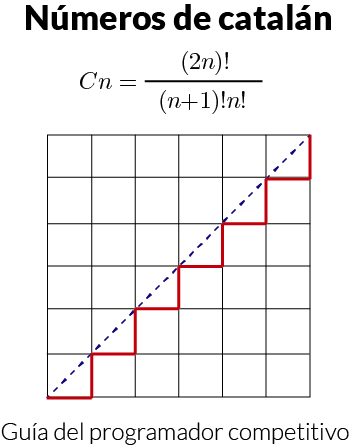 Números de catalán
Cn = (2n)! / (n+1)!n!
Guía del programador competitivo